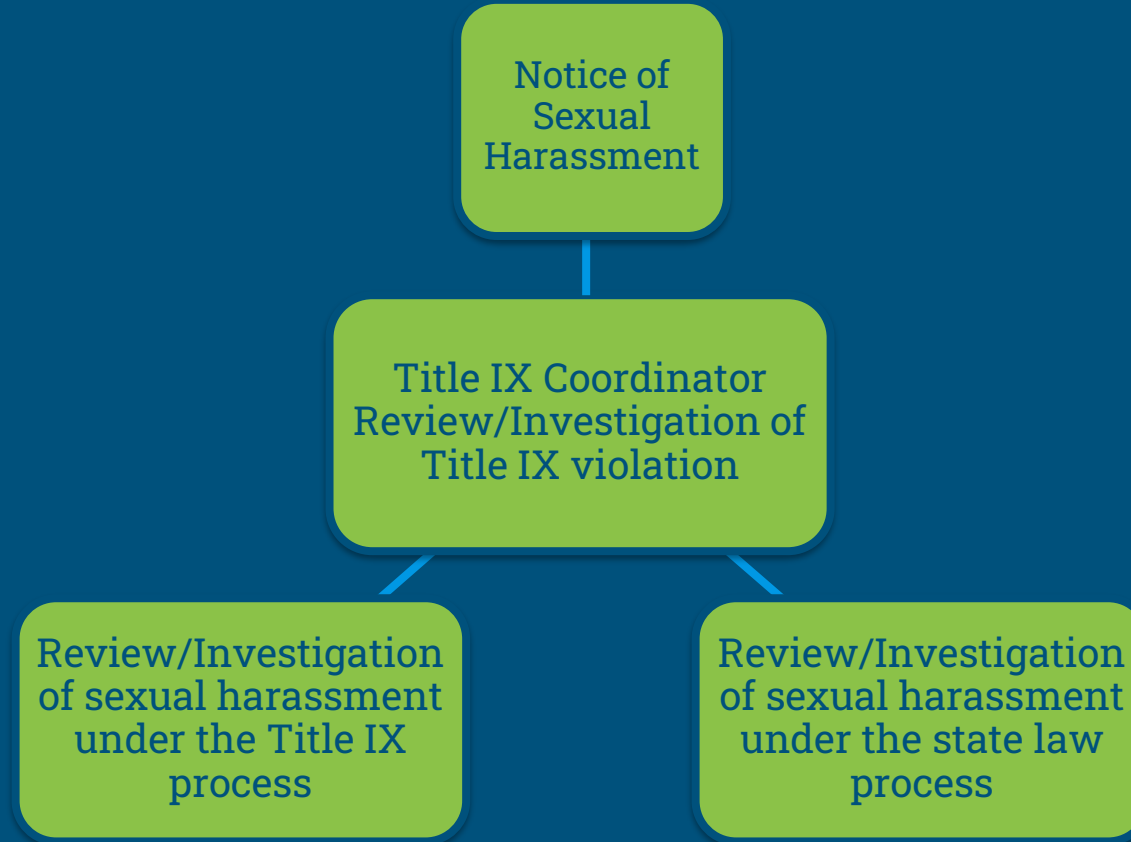 Notice of
Sexual
Harassment
Title IX Coordinator
Review/Investigation of
Title IX violation
Review/Investigation
of sexual harassment
under the Title IX
process
Review/Investigation
of sexual harassment
under the state law
process